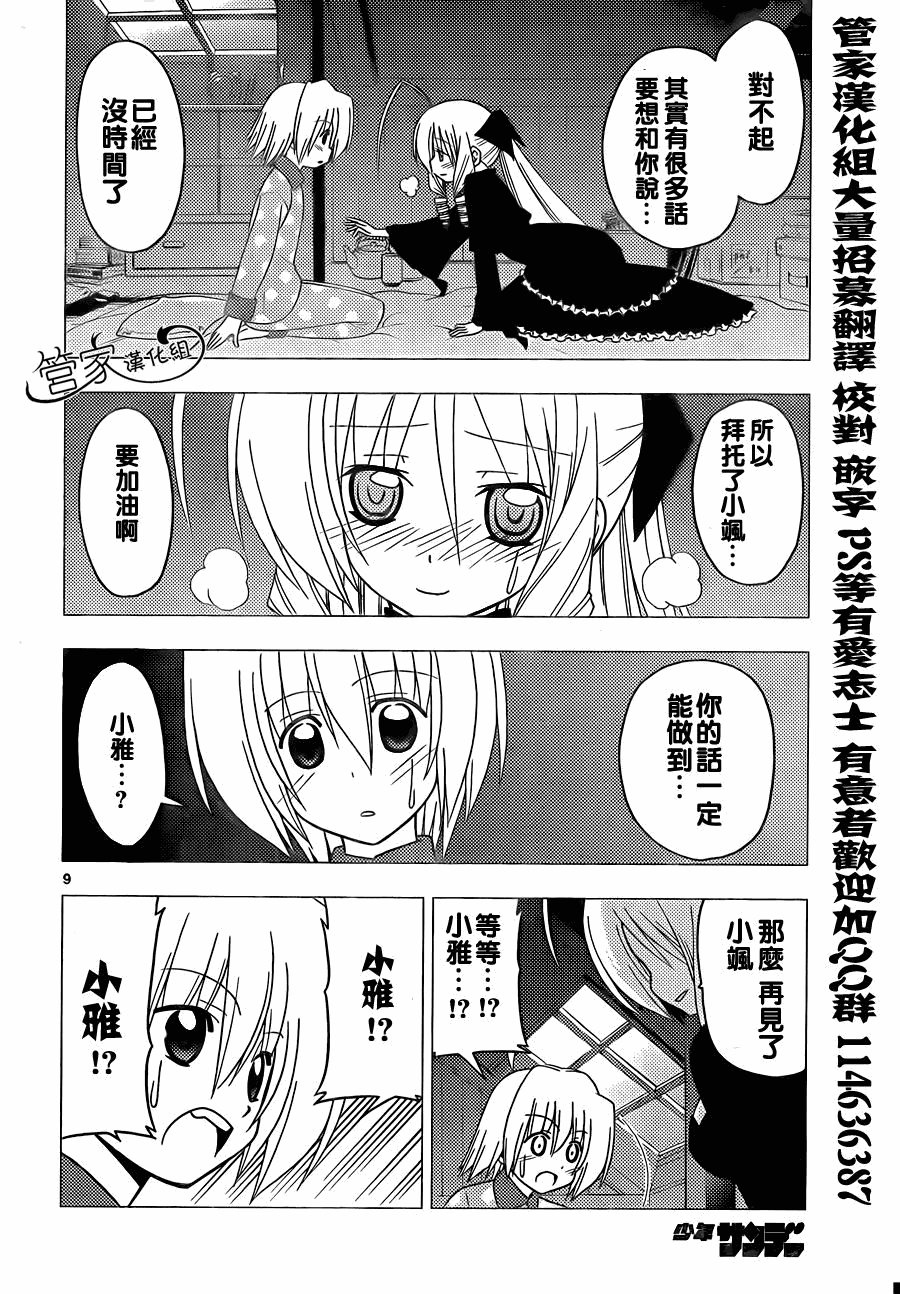 對不起
其實有很多話
要想和你說…
已經
沒時間了
管家漢化組
所以
拜托了小颯…
要加油啊
你的話一定
能做到…
小雅…?
9
那麼 再見了
小颯
等等…!?
小雅…!?
小雅!?
小雅!?
少年サンデー
管家漢化組大量招募翻譯 校對 嵌字 PS等有愛志士 有意者歡迎加QQ群 114636387